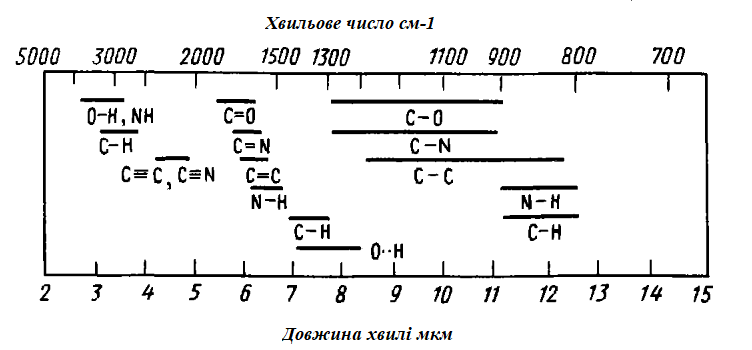 Хвильове число см-1
5000 3000 2000 1500 1300 1100 900 800 700
O-H, NH C=O C-O
C-H C=N C-N
C≡C, C≡N C=C C-C
N-H N-H
C-H C-H
O··H
2 3 4 5 6 7 8 9 10 11 12 13 14 15
Довжина хвилі мкм